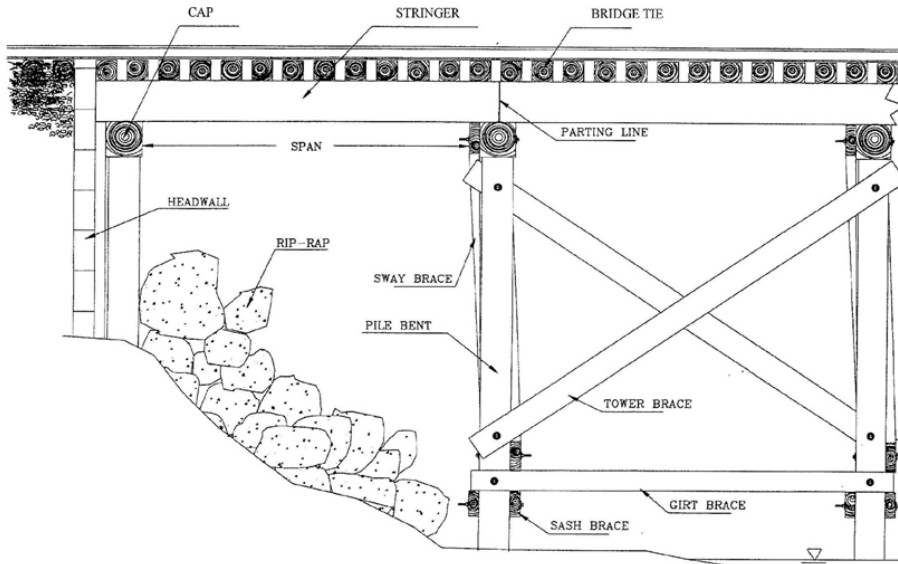 CAP
STRINGER
BRIDGE TIE
PARTING LINE
SPAN
HEADWALL
RIP-RAP
SWAY BRACE
PILE BENT
TOWER BRACE
GIRT BRACE
SASH BRACE